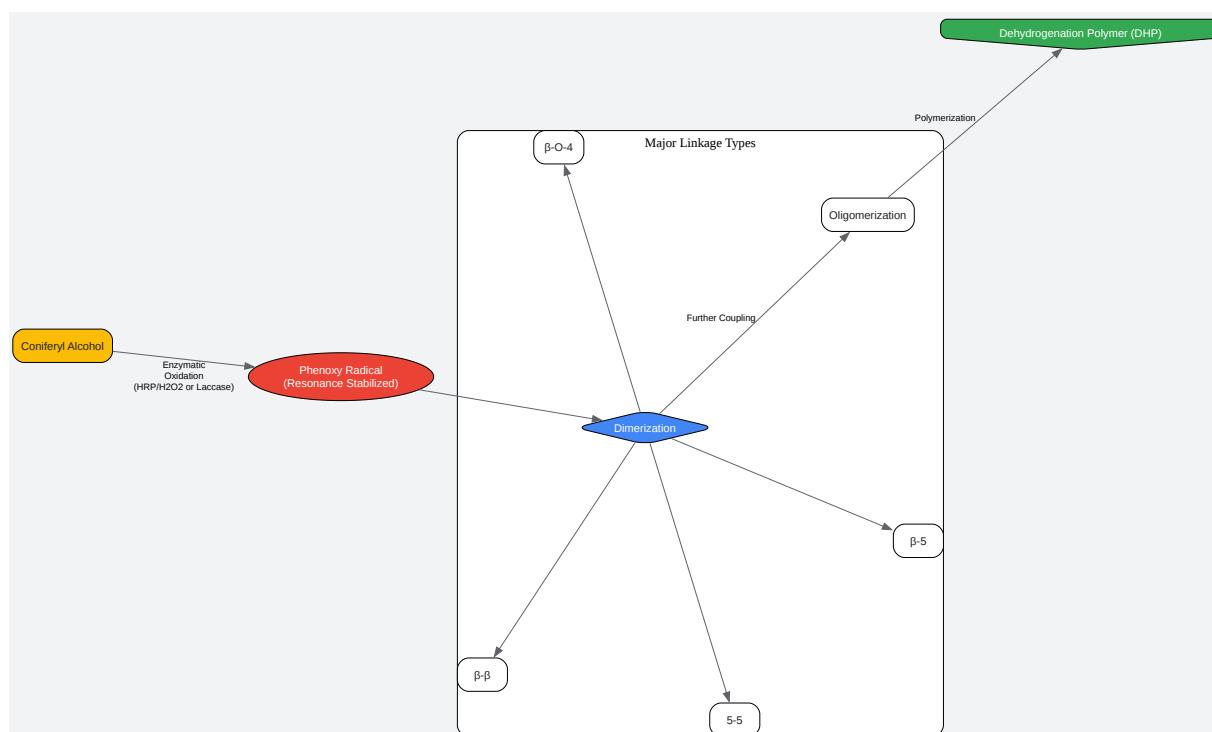 Dehydrogenation Polymer (DHP)
Polymerization
Major Linkage Types
β-O-4
Oligomerization
Further Coupling
Coniferyl Alcohol
Enzymatic
Oxidation
(HRP/H2O2 or Laccase)
Phenoxy Radical
(Resonance Stabilized)
Dimerization
β-5
β-β
5-5